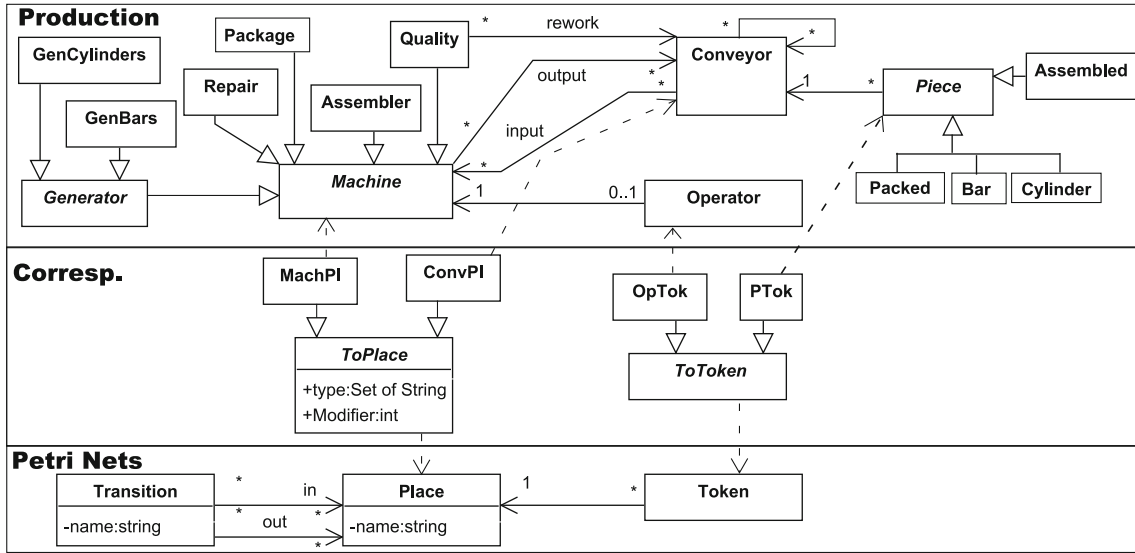 Production
GenCylinders
Package
Quality
* rework *
*
*
Conveyor
Repair
output
*
*
1
*
Piece
Assembled
GenBars
Assembler
*
input
*
Generator
Machine
1
0..1
Operator
Packed
Bar
Cylinder
Corresp.
MachPl
ConvPl
OpTok
PTok
ToPlace
+type:Set of String
+Modifier:int
ToToken
Petri Nets
Transition
-name:string
*
in
*
*
out
*
Place
-name:string
1
*
Token